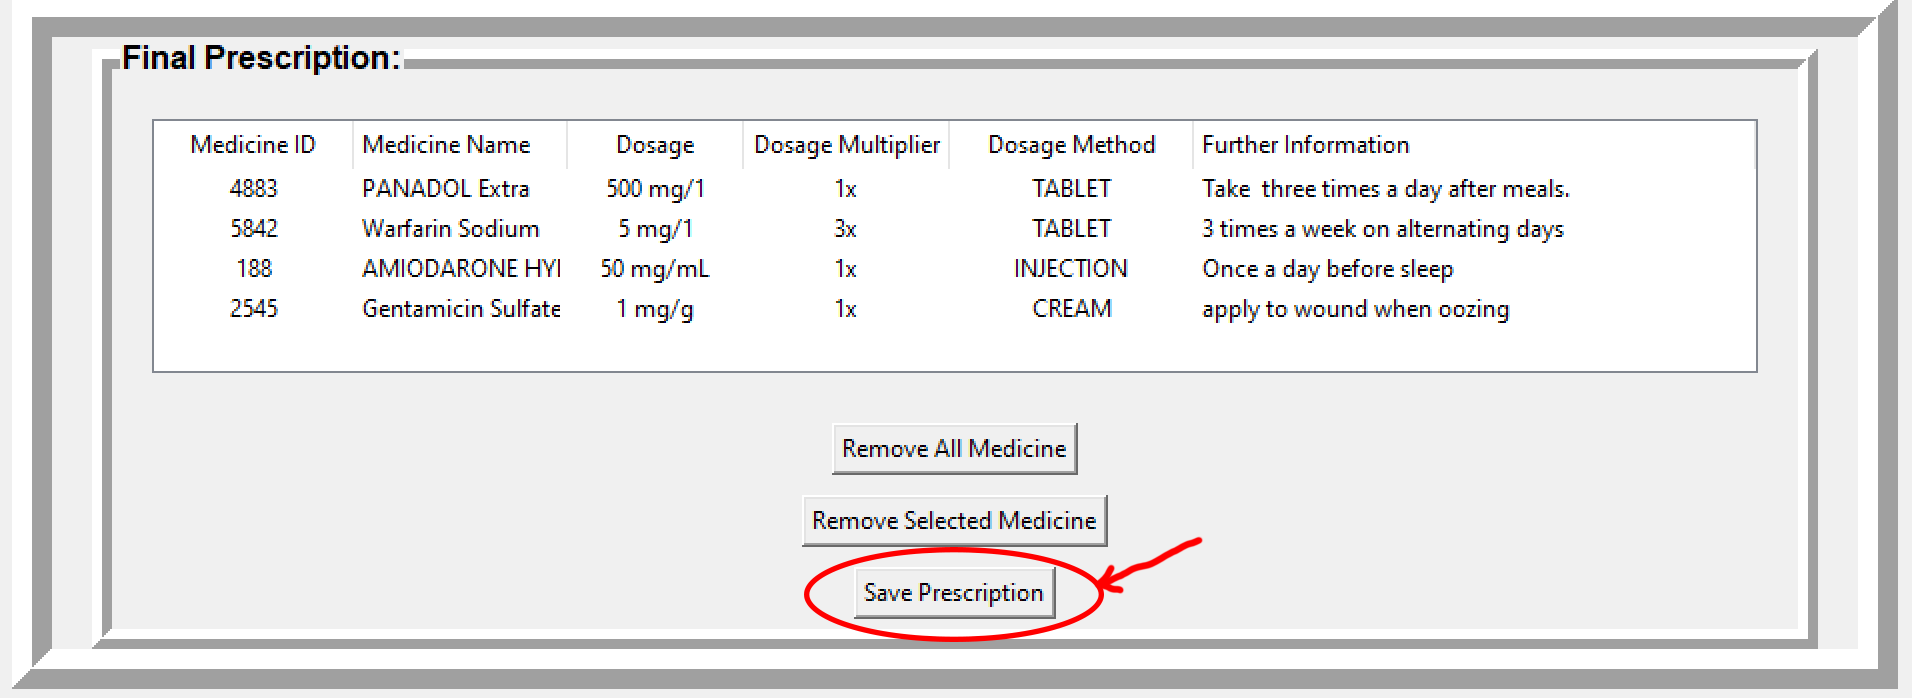 Final Prescription:
Medicine ID Medicine Name Dosage Dosage Multiplier Dosage Method Further Information
4883 PANADOL Extra 500 mg/1 1x TABLET Take  three times a day after meals.
5842 Warfarin Sodium 5 mg/1 3x TABLET 3 times a week on alternating days
188 AMIODARONE HYI 50 mg/mL 1x INJECTION Once a day before sleep
2545 Gentamicin Sulfate 1 mg/g 1x CREAM apply to wound when oozing
Remove All Medicine
Remove Selected Medicine
Save Prescription